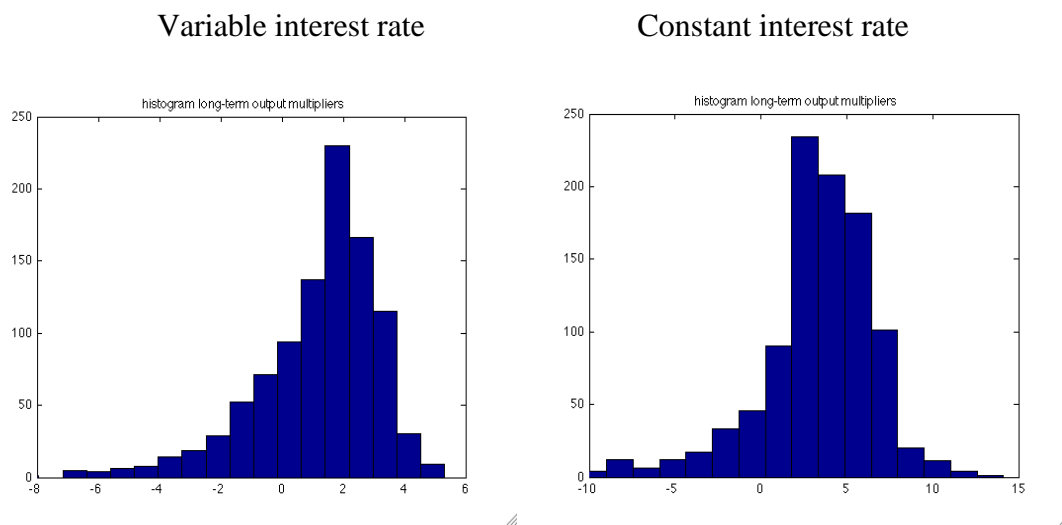 Variable interest rate
Constant interest rate
histogram long-term output multipliers
250
200
150
100
50
0
-8 -6 -4 -2 0 2 4 6
histogram long-term output multipliers
250
200
150
100
50
0
-10 -5 0 5 10 15